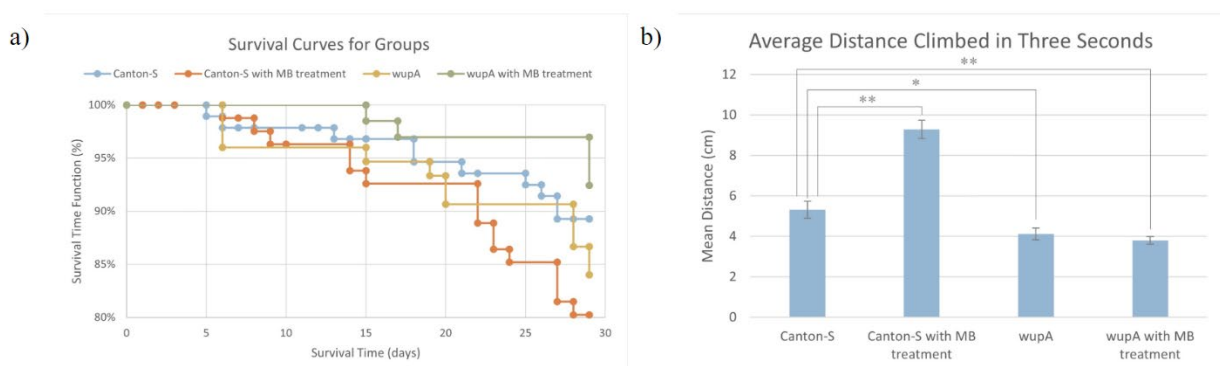 a)
Survival Curves for Groups
Canton-S Canton-S with MB treatment wupA wupA with MB treatment
Survival Time Function (%)
100%
95%
90%
85%
80%
0 5 10 15 20 25 30
Survival Time (days)
b)
Average Distance Climbed in Three Seconds
Mean Distance (cm)
12
10
8
6
4
2
0
**
*
**
Canton-S Canton-S with MB wupA wupA with MB
treatment treatment